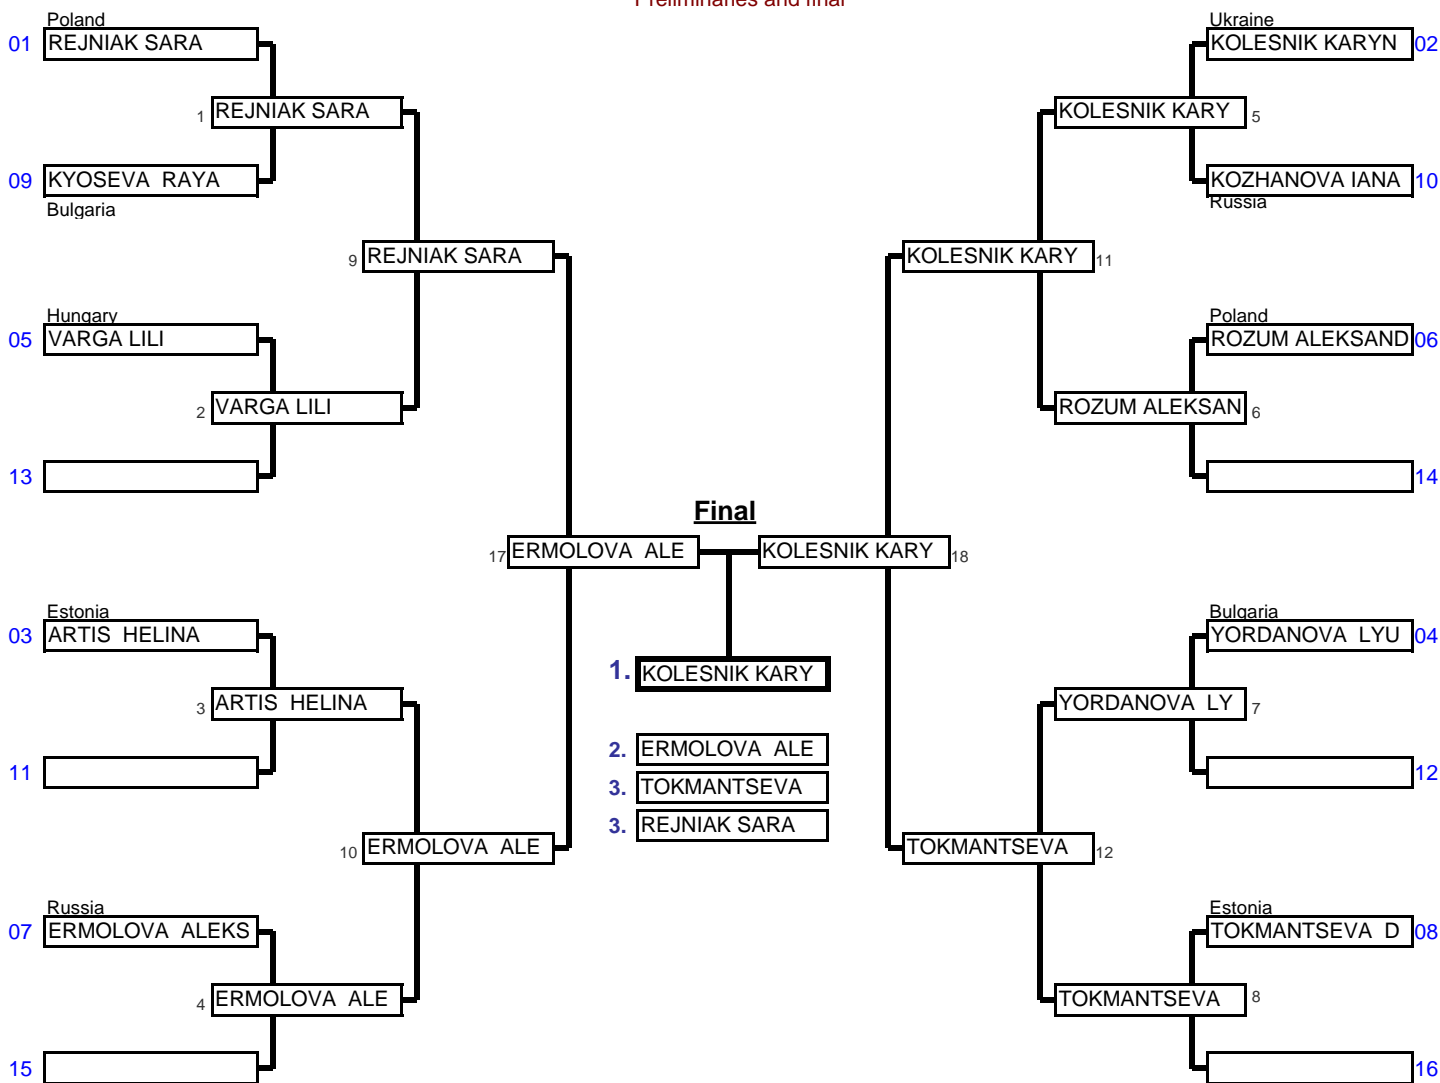 Preliminaries and final
Poland
01 REJNIAK SARA
1 REJNIAK SARA
09 KYOSEVA RAYA
Bulgaria
9 REJNIAK SARA
Hungary
05 VARGA LILI
2 VARGA LILI
13
17 ERMOLOVA ALE
Estonia
03 ARTIS HELINA
3 ARTIS HELINA
11
10 ERMOLOVA ALE
Russia
07 ERMOLOVA ALEKS
4 ERMOLOVA ALE
15
Final
1. KOLESNIK KARY
2. ERMOLOVA ALE
3. TOKMANTSEVA
3. REJNIAK SARA
Ukraine
KOLESNIK KARYN 02
KOLESNIK KARY 5
KOZHANOVA IANA 10
Russia
KOLESNIK KARY 11
Poland
ROZUM ALEKSAND 06
ROZUM ALEKSAN 6
14
KOLESNIK KARY 18
Bulgaria
YORDANOVA LYU 04
YORDANOVA LY 7
12
TOKMANTSEVA 12
Estonia
TOKMANTSEVA D 08
TOKMANTSEVA 8
16